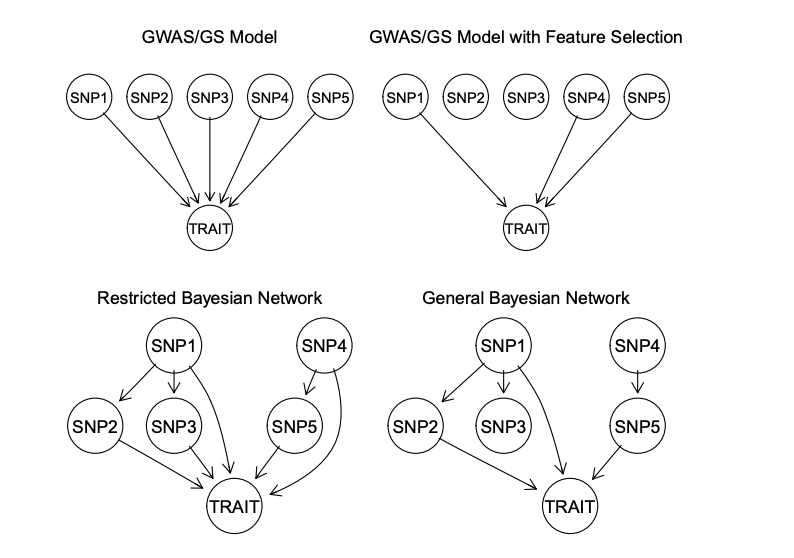 GWAS/GS Model
GWAS/GS Model with Feature Selection
SNP1 SNP2 SNP3 SNP4 SNP5
SNP1 SNP2 SNP3 SNP4 SNP5
TRAIT
TRAIT
Restricted Bayesian Network
General Bayesian Network
SNP1 SNP4
SNP1 SNP4
SNP2 SNP3 SNP5
SNP2 SNP3 SNP5
TRAIT
TRAIT